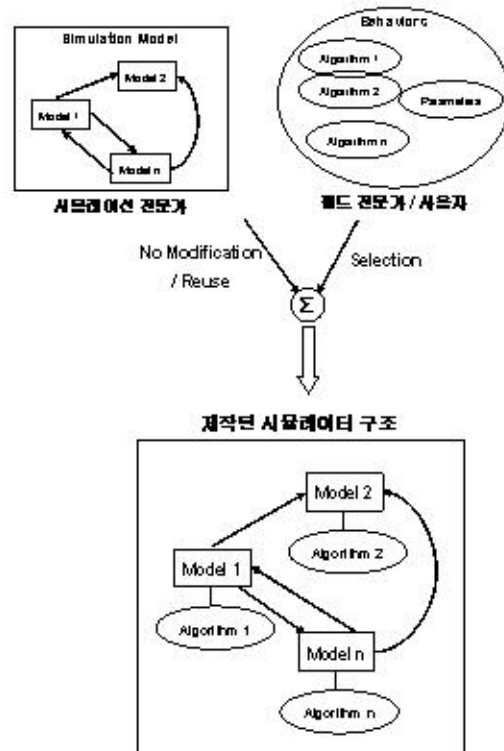 Simulation Model
Model 2
Model 1
Model n
시뮬레이션 전문가
Behaviors
Algorithm 1
Algorithm 2
Parameters
Algorithm n
필드 전문가 / 사용자
No Modification
/ Reuse
Selection
Σ
제작된 시뮬레이터 구조
Model 2
Algorithm 2
Model 1
Algorithm 1
Model n
Algorithm n